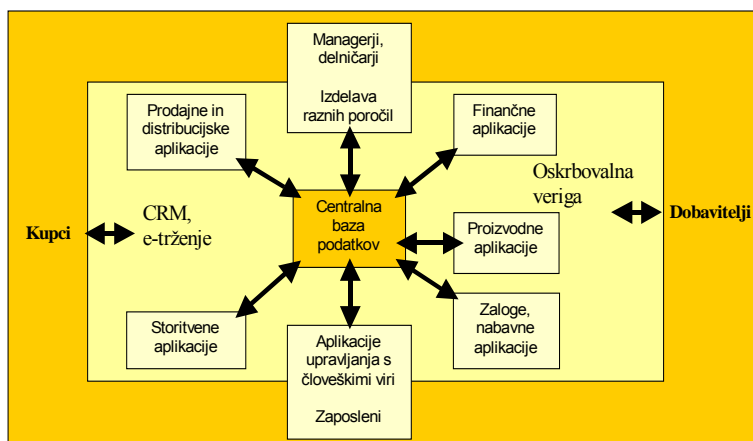 Managerji,
delničarji
Izdelava
raznih poročil
Prodajne in
distribucijske
aplikacije
Finančne
aplikacije
Oskrbovalna
veriga
Centralna
baza
podatkov
Kupci
CRM,
e-trženje
Dobavitelji
Proizvodne
aplikacije
Storitvene
aplikacije
Aplikacije
upravljanja s
človeškimi viri
Zaposleni
Zaloge,
nabavne
aplikacije